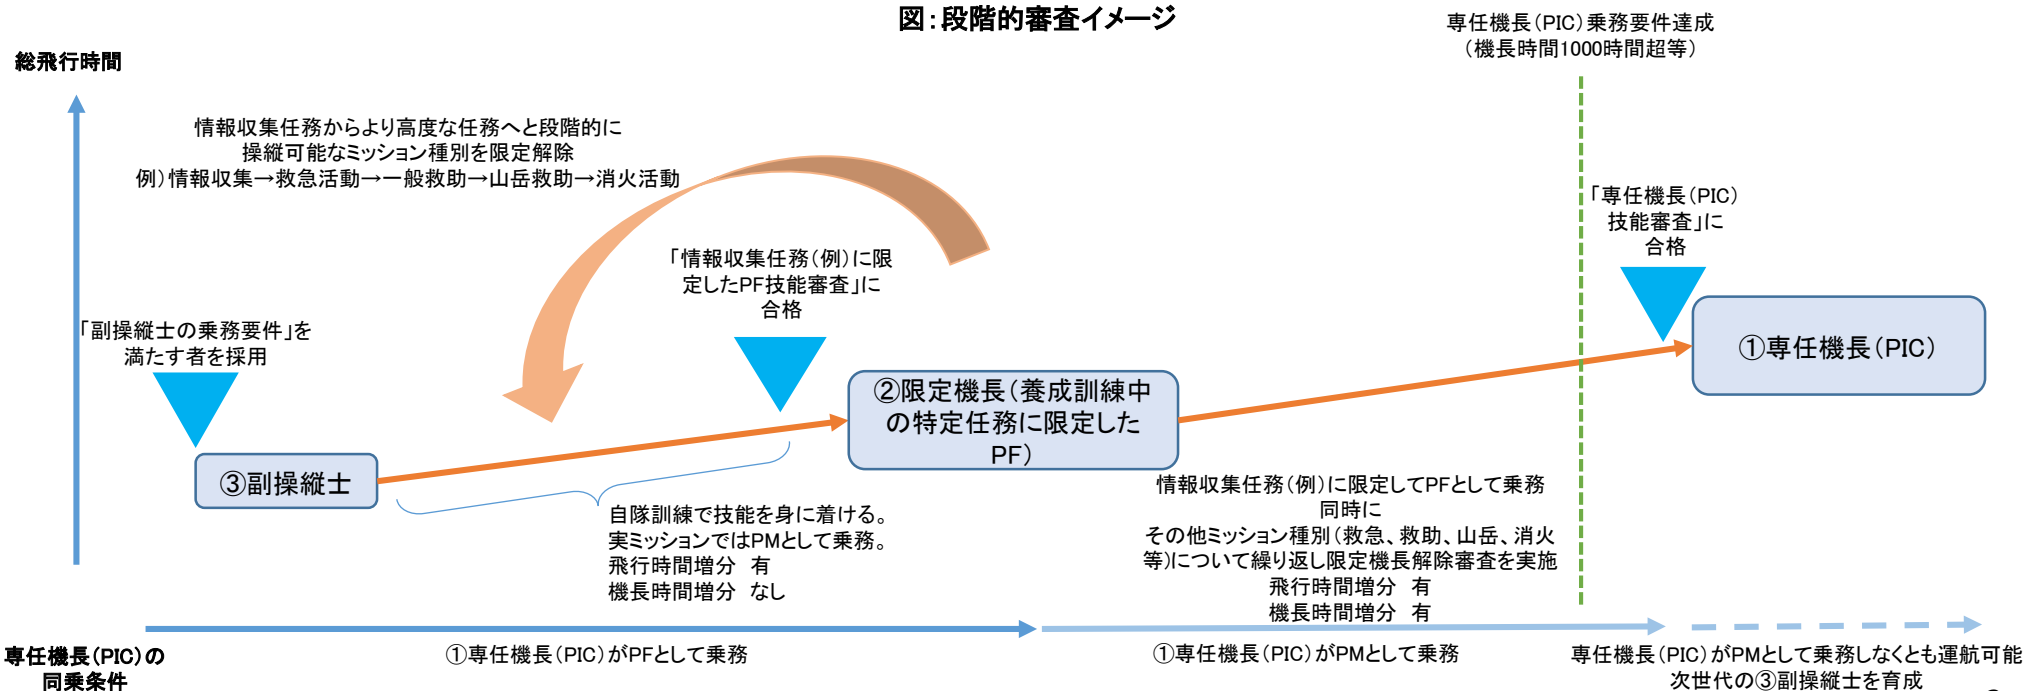 図：段階的審査イメージ
専任機長（PIC）乗務要件達成
（機長時間1000時間超等）
総飛行時間
情報収集任務からより高度な任務へと段階的に
操縦可能なミッション種別を限定解除
例）情報収集→救急活動→一般救助→山岳救助→消火活動
「専任機長（PIC）
技能審査」に
合格
「情報収集任務（例）に限
定したPF技能審査」に
合格
「副操縦士の乗務要件」を
満たす者を採用
①専任機長（PIC）
②限定機長（養成訓練中
の特定任務に限定した
PF）
③副操縦士
自隊訓練で技能を身に着ける。
実ミッションではPMとして乗務。
飛行時間増分　有
機長時間増分　なし
情報収集任務（例）に限定してPFとして乗務
同時に
その他ミッション種別（救急、救助、山岳、消火
等）について繰り返し限定機長解除審査を実施
飛行時間増分　有
機長時間増分　有
専任機長（PIC）の
同乗条件
①専任機長（PIC）がPFとして乗務
①専任機長（PIC）がPMとして乗務
専任機長（PIC）がPMとして乗務しなくとも運航可能
次世代の③副操縦士を育成